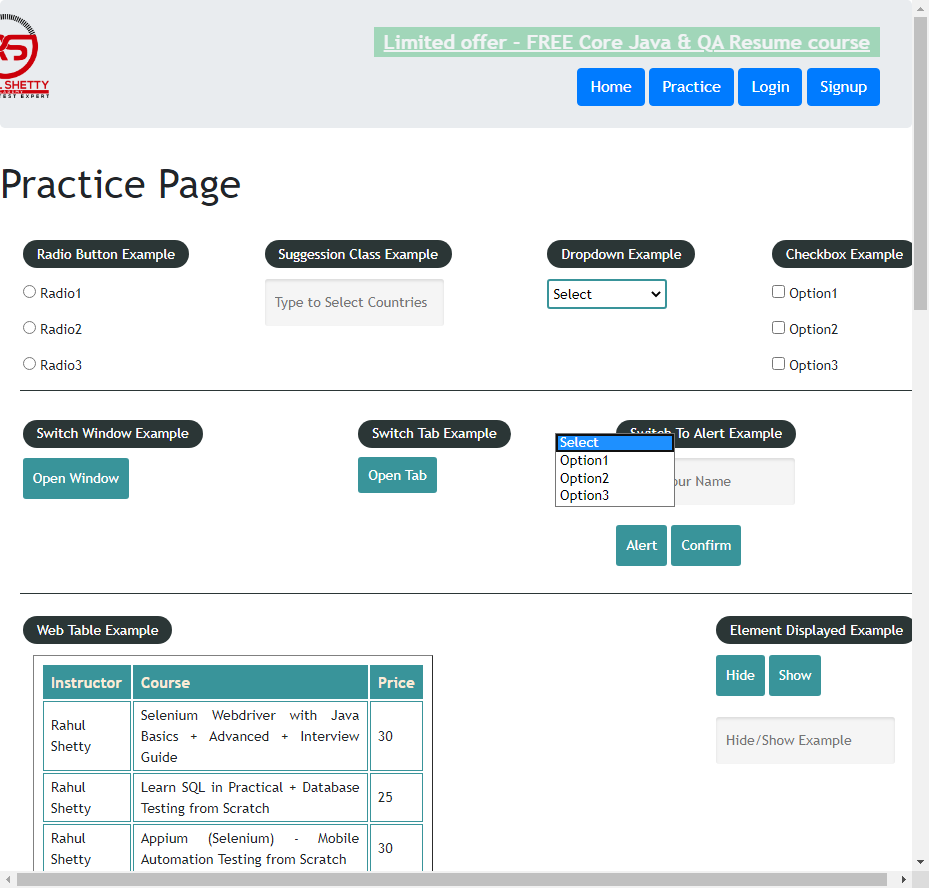 Limited offer - FREE Core Java & QA Resume course
SHETTY
Home Practice Login Signup
Practice Page
Radio Button Example Suggession Class Example Dropdown Example Checkbox Example
Radio1 Type to Select Countries Select Option1
Radio2 Option2
Radio3 Option3
Switch Window Example Switch Tab Example Switch To Alert Example
Open Window Open Tab Select
Option1
Option2
Option3
Name
Alert Confirm
Web Table Example Element Displayed Example
Hide Show
Hide/Show Example
Instructor Course Price
Rahul Shetty Selenium Webdriver with Java
Basics + Advanced + Interview
Guide 30
Rahul Shetty Learn SQL in Practical + Database
Testing from Scratch 25
Rahul Shetty Appium (Selenium) - Mobile
Automation Testing from Scratch 30